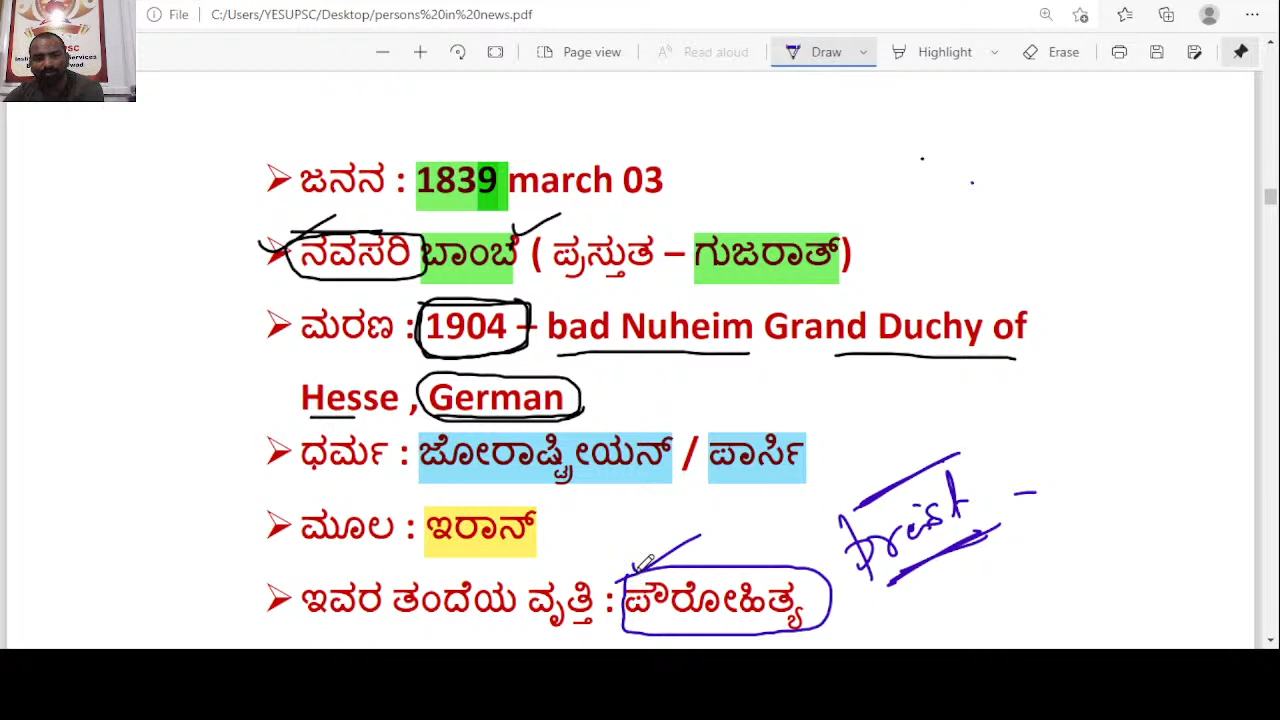 File C:/Users/YESUPSC/Desktop/persons%20in%20news.pdf
Page view Read aloud Draw Highlight Erase
ಜನನ : 1839 march 03
ನವಸರಿ ಬಾಂಬೆ ( ಪ್ರಸ್ತುತ – ಗುಜರಾತ್)
ಮರಣ : 1904 – bad Nuheim Grand Duchy of
Hesse , German
ಧರ್ಮ : ಜೋರಾಷ್ಟ್ರೀಯನ್ / ಪಾರ್ಸಿ
ಮೂಲ : ಇರಾನ್
Preist –
ಇವರ ತಂದೆಯ ವೃತ್ತಿ : ಪೌರೋಹಿತ್ಯ